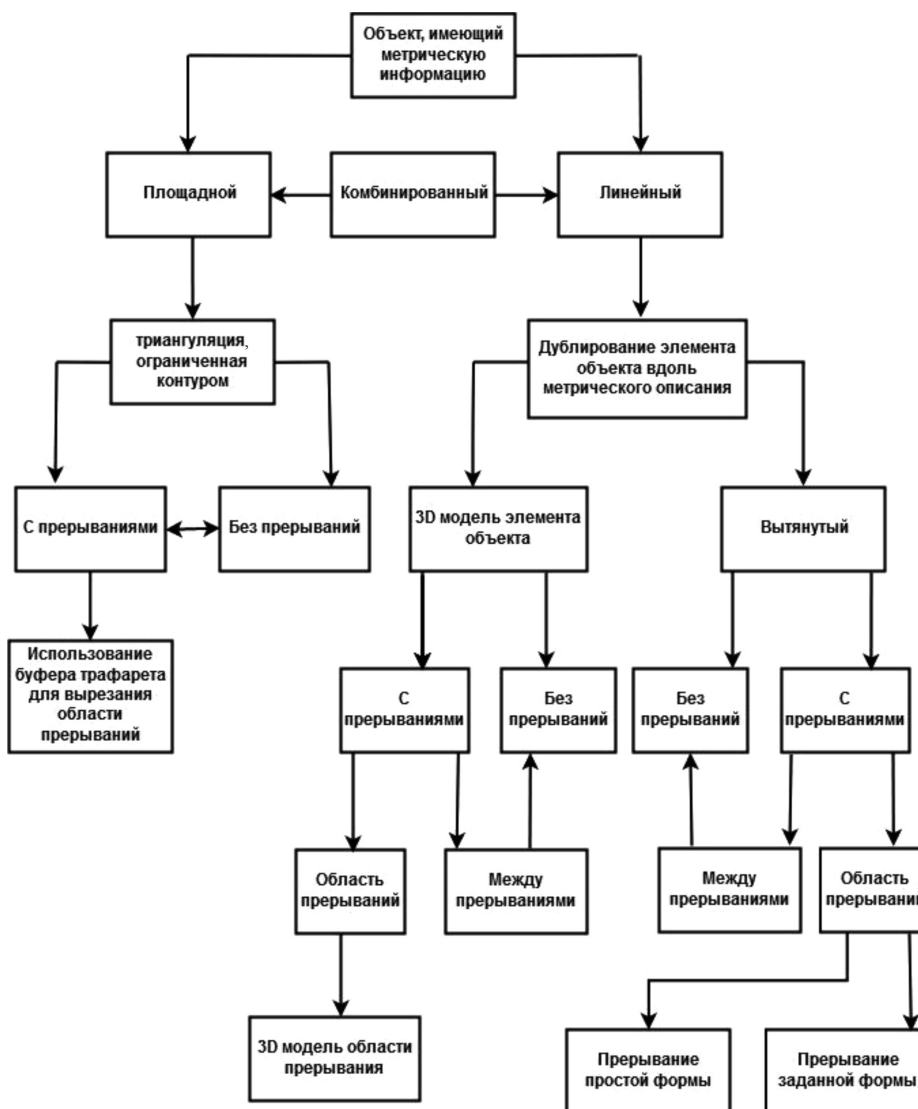 Объект, имеющий
метрическую
информацию
Площадной
Комбинированный
Линейный
триангуляция,
ограниченная
контуром
Дублирование элемента
объекта вдоль
метрического описания
С прерываниями
Без прерываний
3D модель элемента
объекта
Вытянутый
Использование
буфера трафарета
для вырезания
области
прерываний
С
прерываниями
Без
прерываний
Без
прерываний
С
прерываниями
Область
прерываний
Между
прерываниями
Между
прерываниями
Область
прерывани
3D модель области
прерывания
Прерывание
простой формы
Прерывание
заданной формы